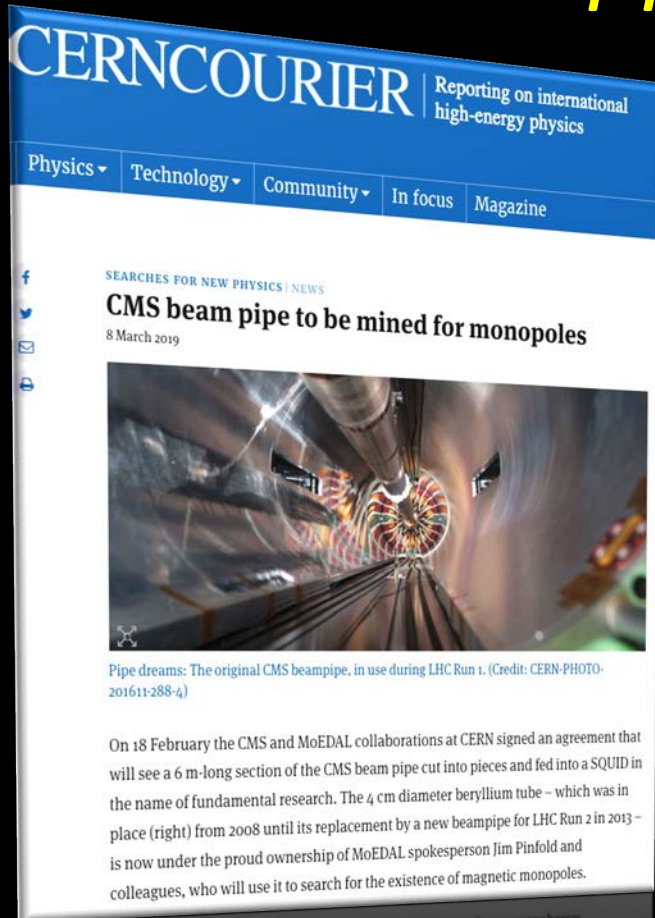 CERNCOURIER
Reporting on international
high-energy physics
Physics
Technology
Community
In focus
Magazine
SEARCHES FOR NEW PHYSICS | NEWS
CMS beam pipe to be mined for monopoles
8 March 2019
Pipe dreams: The original CMS beampipe, in use during LHC Run 1. (Credit: CERN-PHOTO-
201611-288-4)
On 18 February the CMS and MoEDAL collaborations at CERN signed an agreement that
will see a 6 m-long section of the CMS beam pipe cut into pieces and fed into a SQUID in
the name of fundamental research. The 4 cm diameter beryllium tube – which was in
place (right) from 2008 until its replacement by a new beampipe for LHC Run 2 in 2013 –
is now under the proud ownership of MoEDAL spokesperson Jim Pinfold and
colleagues, who will use it to search for the existence of magnetic monopoles.